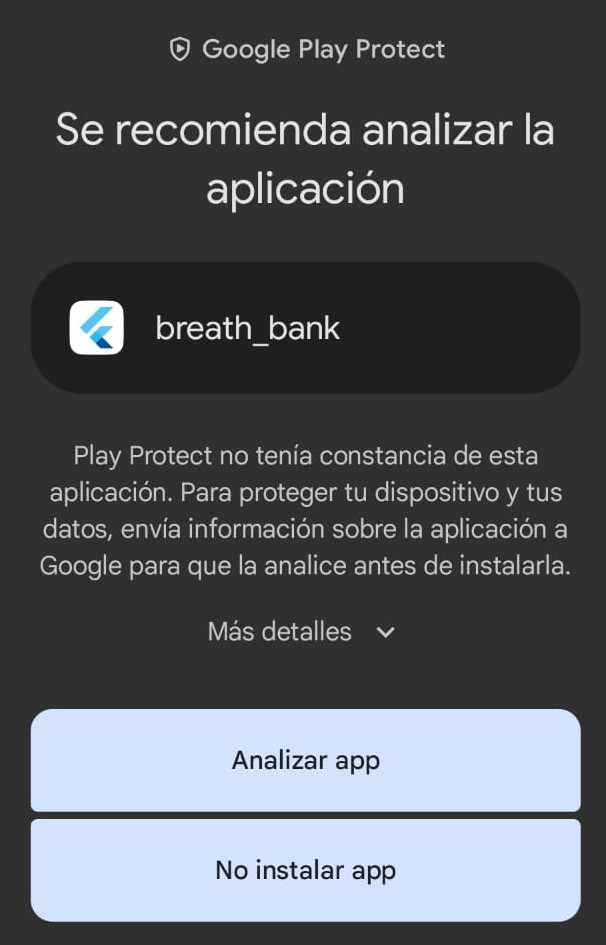 Google Play Protect
Se recomienda analizar la
aplicación
breath_bank
Play Protect no tenía constancia de esta
aplicación. Para proteger tu dispositivo y tus
datos, envía información sobre la aplicación a
Google para que la analice antes de instalarla.
Más detalles
Analizar app
No instalar app